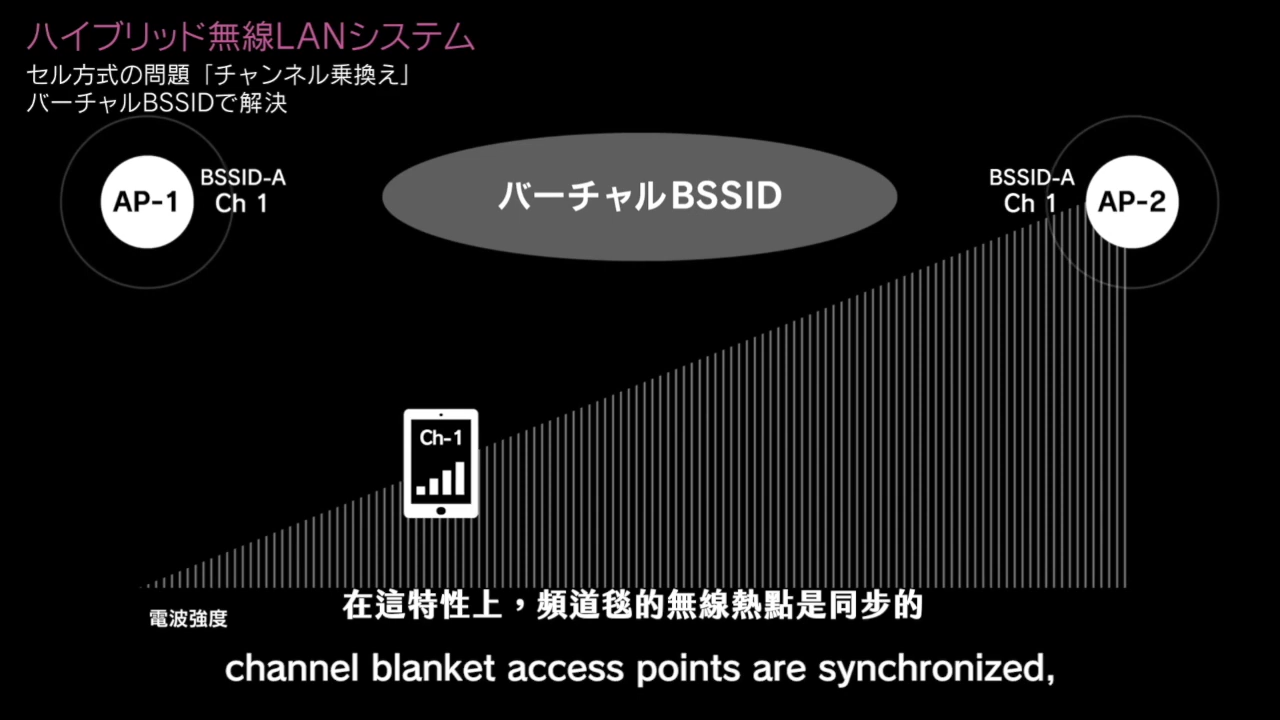 ハイブリッド無線LANシステム
セル方式の問題「チャンネル乗換え」
バーチャルBSSIDで解決
AP-1
BSSID-A
Ch 1
バーチャルBSSID
BSSID-A
Ch 1
AP-2
Ch-1
電波強度
在這特性上，頻道毯的無線熱點是同步的
channel blanket access points are synchronized,